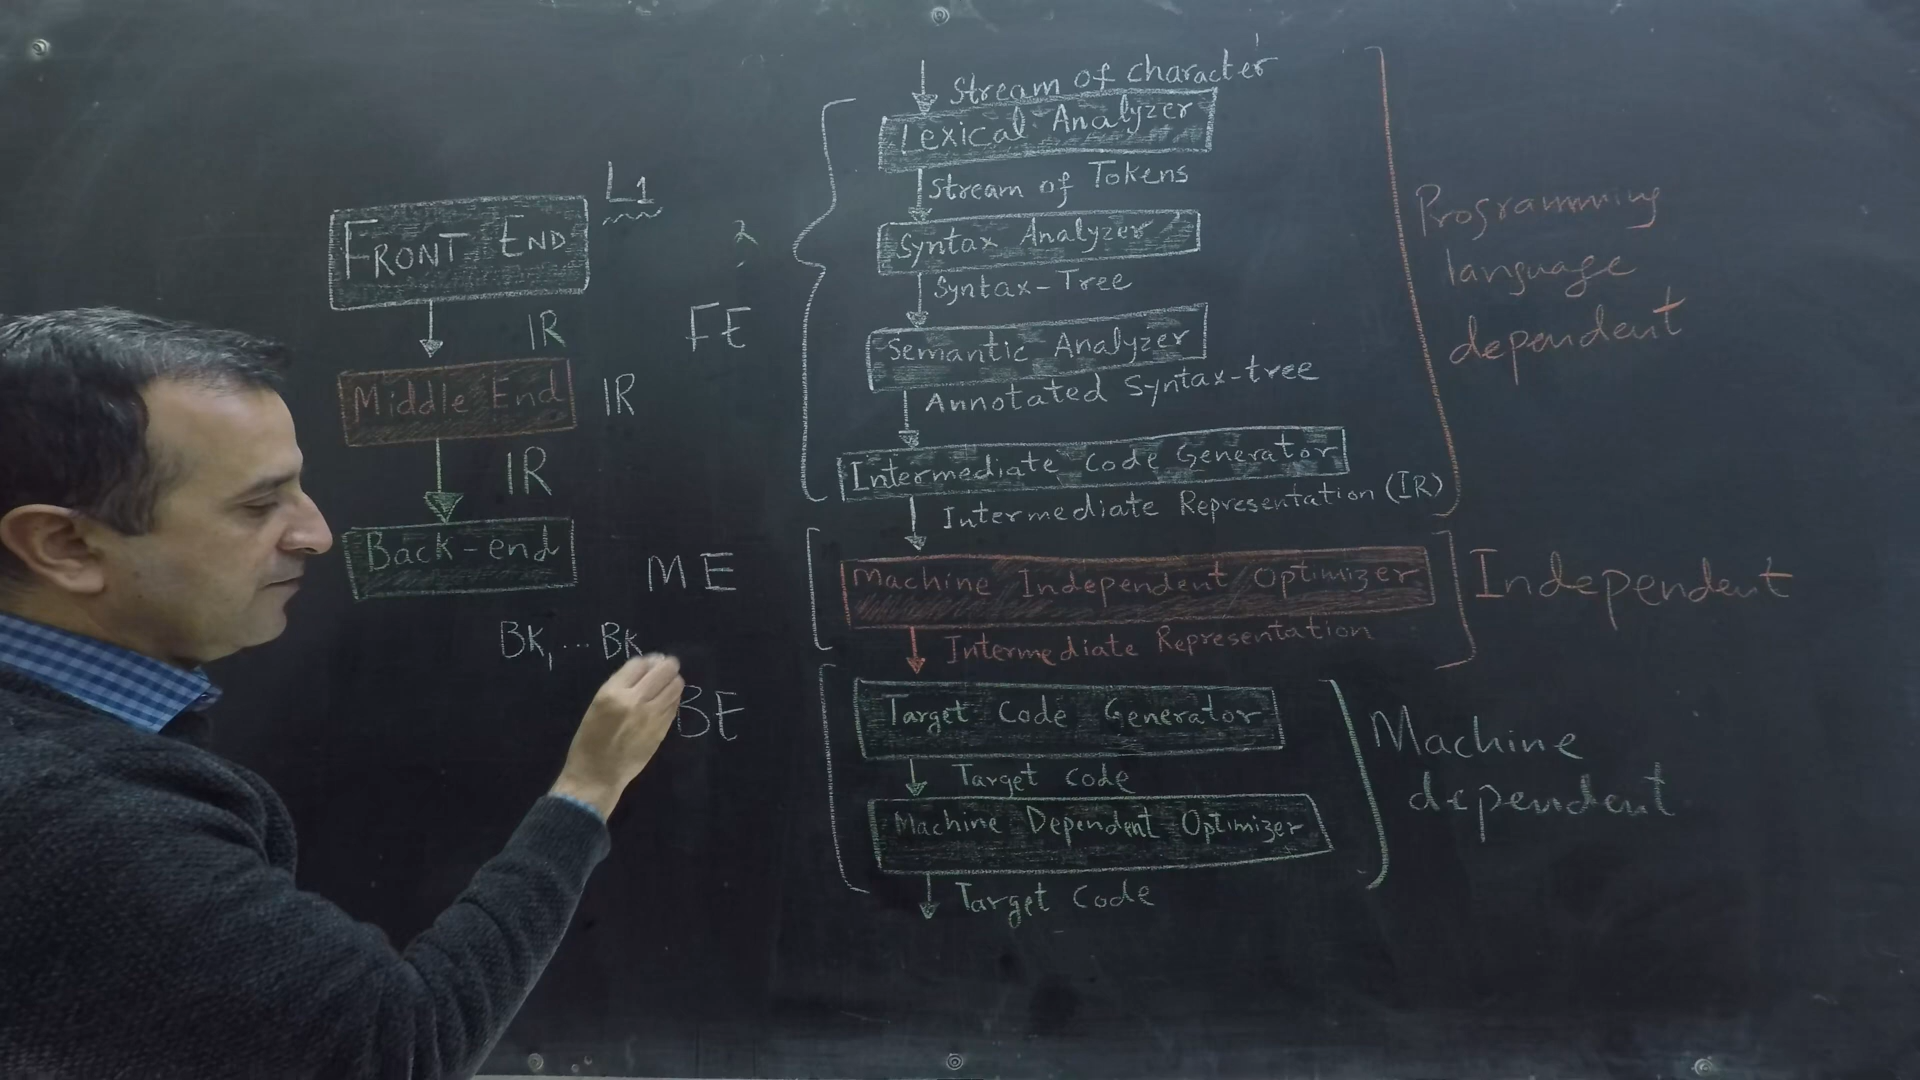 L1
FRONT END
IR
Middle End IR
IR
Back-end
Bk1 ... Bk
FE
ME
BE
Stream of character
Lexical Analyzer
Stream of Tokens
Syntax Analyzer
Syntax-Tree
Semantic Analyzer
Annotated Syntax-tree
Intermediate Code Generator
Intermediate Representation (IR)
Machine Independent Optimizer
Intermediate Representation
Target Code Generator
Target code
Machine Dependent Optimizer
Target Code
Programming
language
dependent
Independent
Machine
dependent